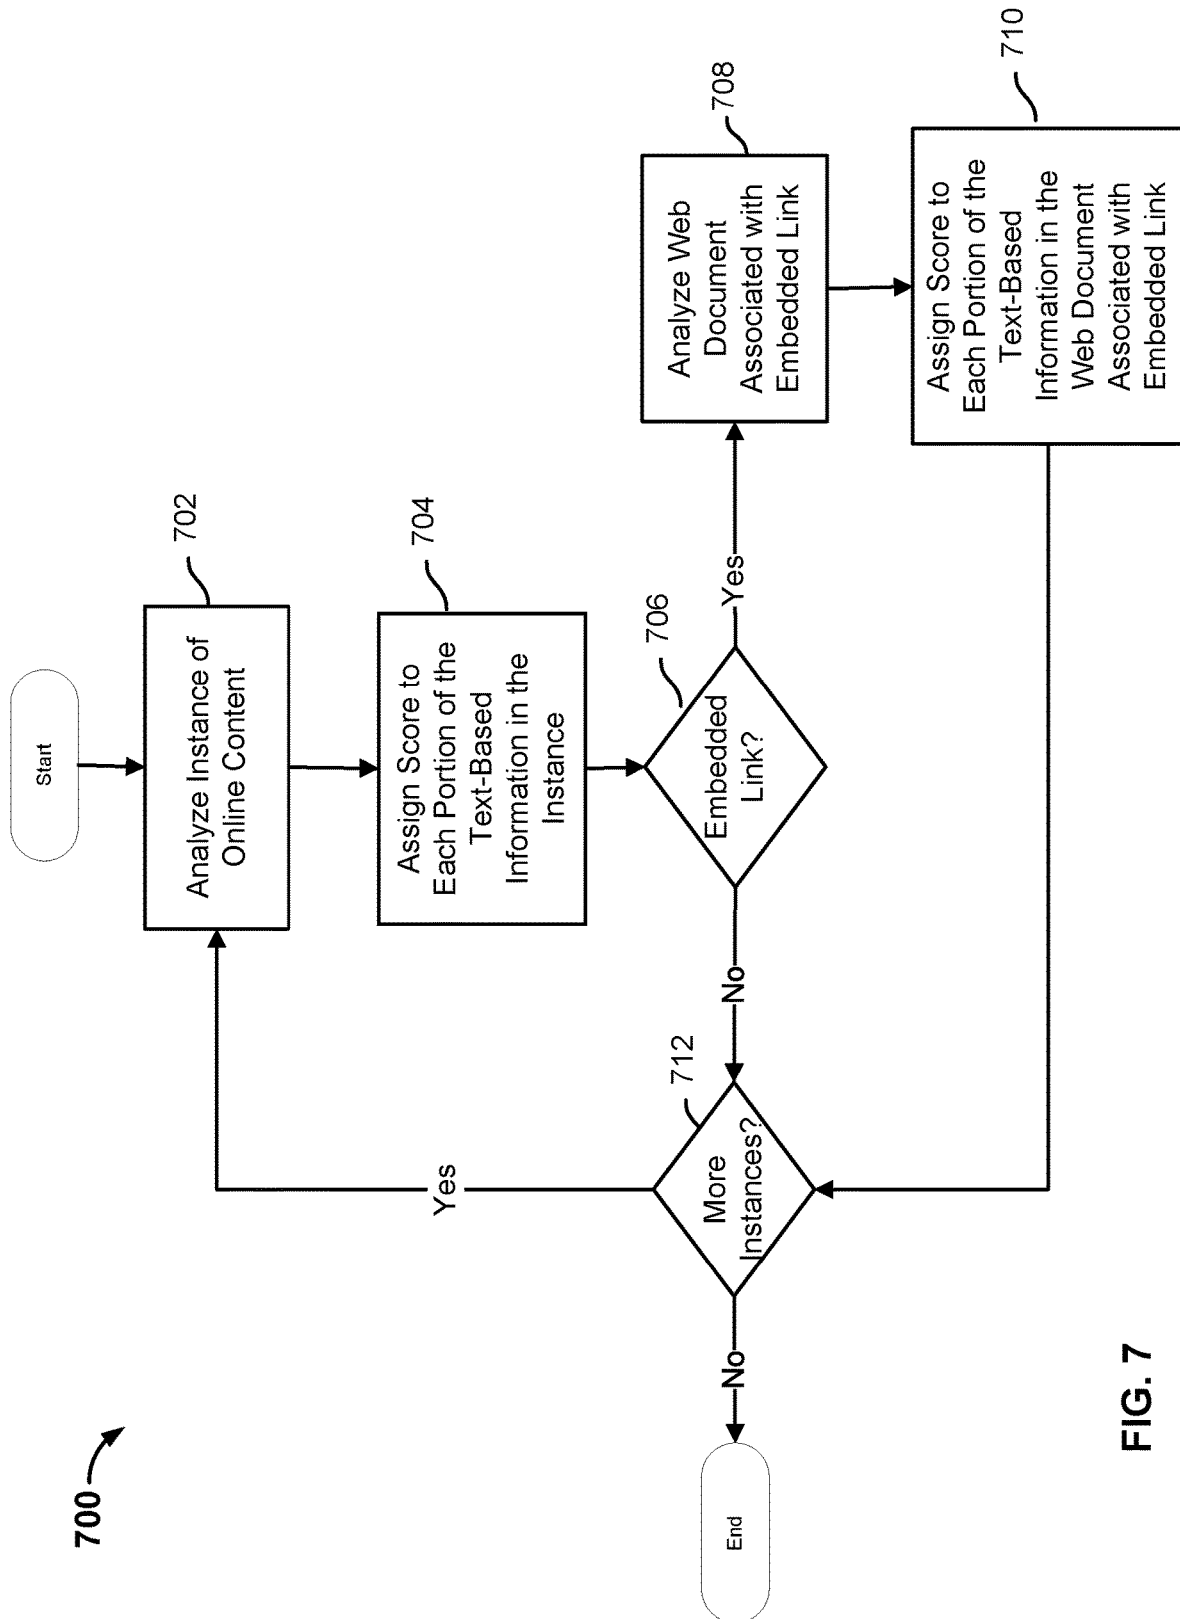 700
Start
702
Analyze Instance of
Online Content
704
Assign Score to
Each Portion of the
Text-Based
Information in the
Instance
706
Embedded
Link?
Yes
708
Analyze Web
Document
Associated with
Embedded Link
710
Assign Score to
Each Portion of the
Text-Based
Information in the
Web Document
Associated with
Embedded Link
No
712
More
Instances?
Yes
No
End
FIG. 7